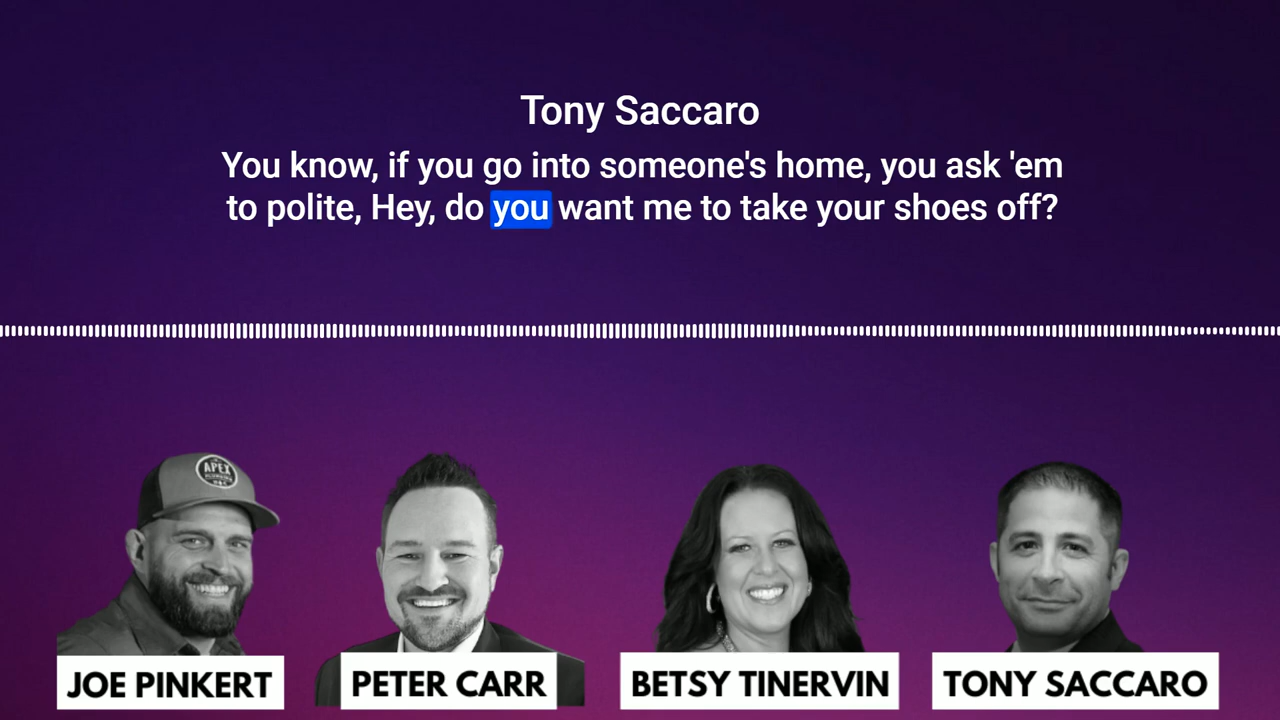 Tony Saccaro
You know, if you go into someone's home, you ask 'em
to polite, Hey, do you want me to take your shoes off?
APEX
JOE PINKERT
PETER CARR
BETSY TINERVIN
TONY SACCARO